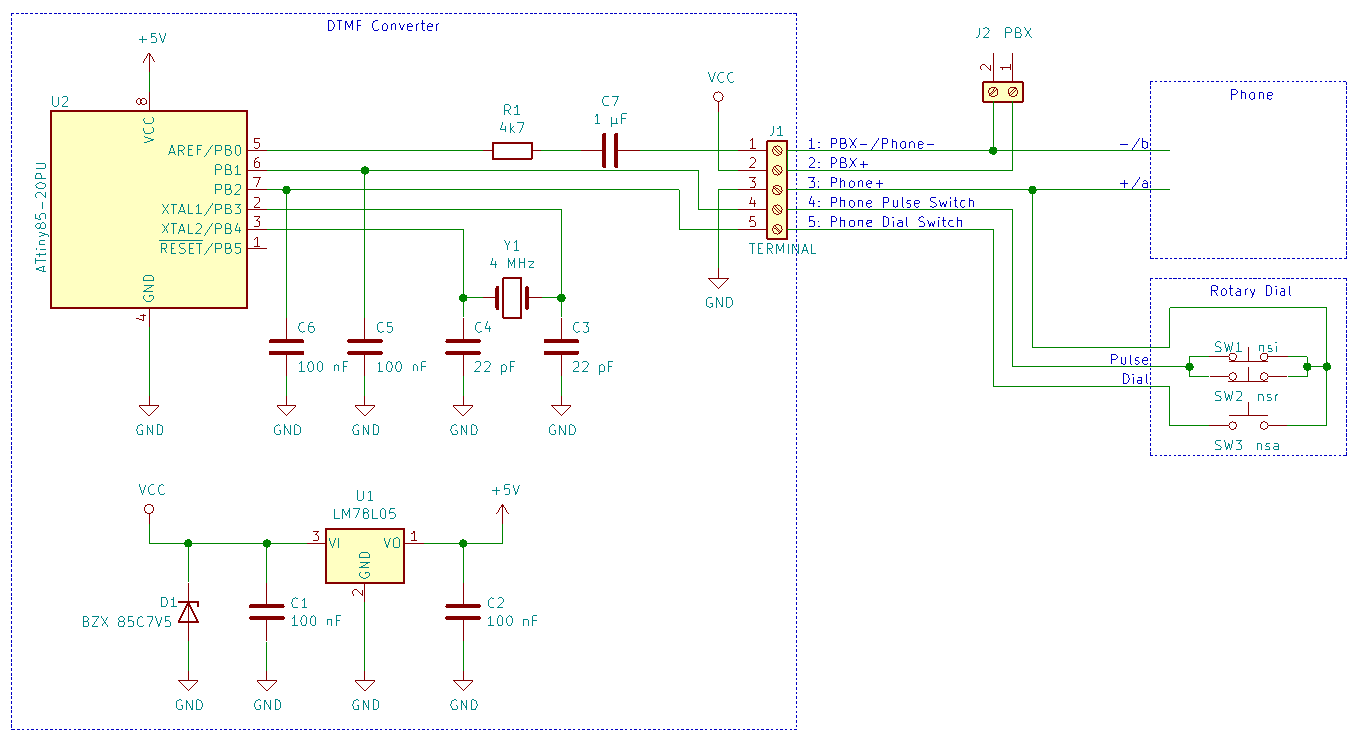 DTMF Converter
+5V
U2
8
VCC
ATtiny85-20PU
AREF/PB0 5
PB1 6
PB2 7
XTAL1/PB3 2
XTAL2/PB4 3
RESET/PB5 1
GND
4
GND
R1
4k7
C7
1 µF
VCC
J1
1
2
3
4
5
TERMINAL
GND
1: PBX-/Phone-
2: PBX+
3: Phone+
4: Phone Pulse Switch
5: Phone Dial Switch
J2 PBX
2 1
Phone
-/b
+/a
Y1
4 MHz
C6
100 nF
GND
C5
100 nF
GND
C4
22 pF
GND
C3
22 pF
GND
Rotary Dial
SW1 nsi
Pulse
Dial
SW2 nsr
SW3 nsa
VCC
U1
LM78L05
+5V
3 VI VO 1
GND
2
D1
BZX 85C7V5
C1
100 nF
C2
100 nF
GND
GND
GND
GND